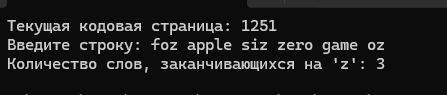 Текущая кодовая страница: 1251
Введите строку: foz apple siz zero game oz
Количество слов, заканчивающихся на 'z': 3